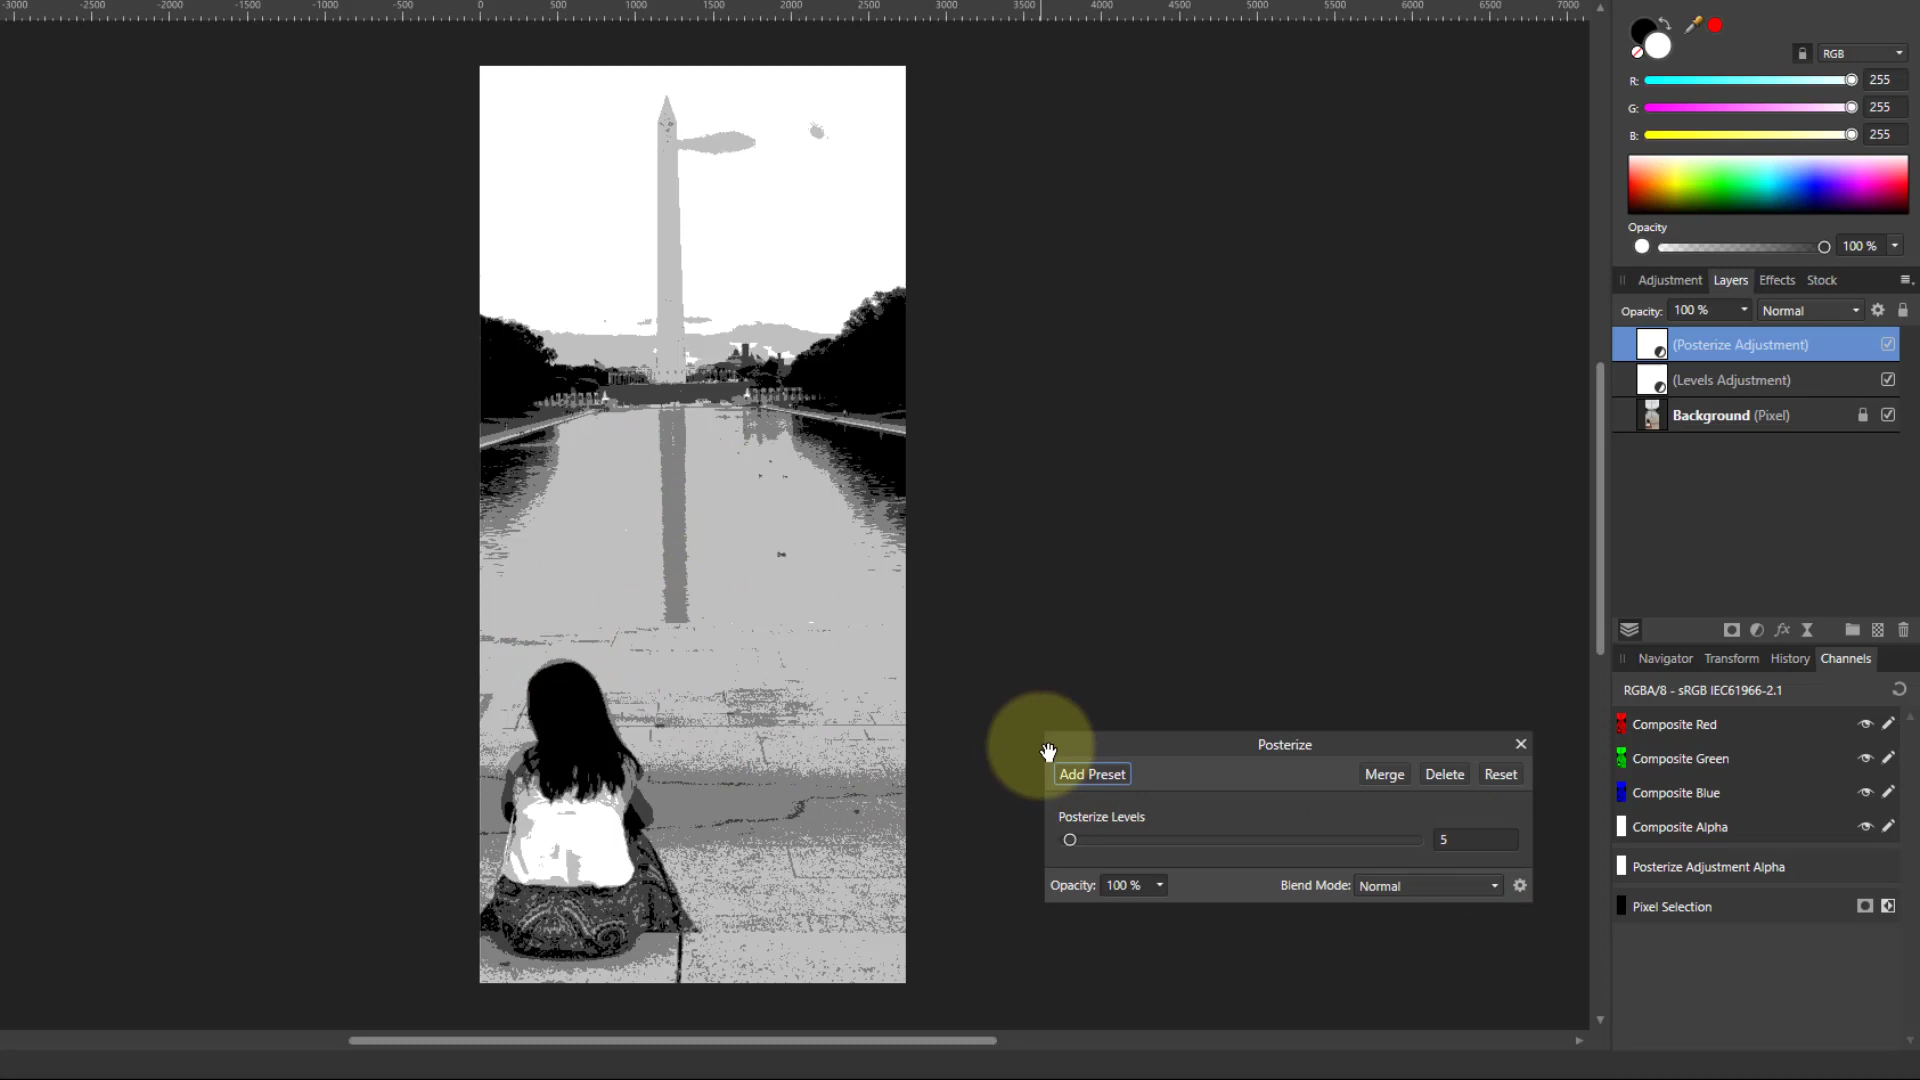 -3000 -2500 -2000 -1500 -1000 -500 0 500 1000 1500 2000 2500 3000 3500 4000 4500 5000 5500 6000 6500 7000
RGB
R: 255
G: 255
B: 255
Opacity
100 %
Adjustment Layers Effects Stock
Opacity: 100 % Normal
(Posterize Adjustment)
(Levels Adjustment)
Background (Pixel)
fx
Navigator Transform History Channels
RGBA/8 - sRGB IEC61966-2.1
Composite Red
Composite Green
Composite Blue
Composite Alpha
Posterize Adjustment Alpha
Pixel Selection
Posterize
Add Preset Merge Delete Reset
Posterize Levels
5
Opacity: 100 % Blend Mode: Normal